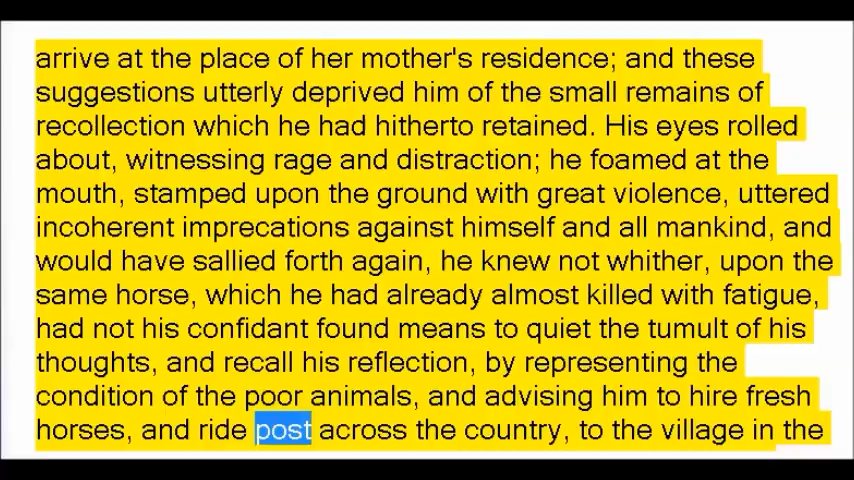 arrive at the place of her mother's residence; and these
suggestions utterly deprived him of the small remains of
recollection which he had hitherto retained. His eyes rolled
about, witnessing rage and distraction; he foamed at the
mouth, stamped upon the ground with great violence, uttered
incoherent imprecations against himself and all mankind, and
would have sallied forth again, he knew not whither, upon the
same horse, which he had already almost killed with fatigue,
had not his confidant found means to quiet the tumult of his
thoughts, and recall his reflection, by representing the
condition of the poor animals, and advising him to hire fresh
horses, and ride post across the country, to the village in the